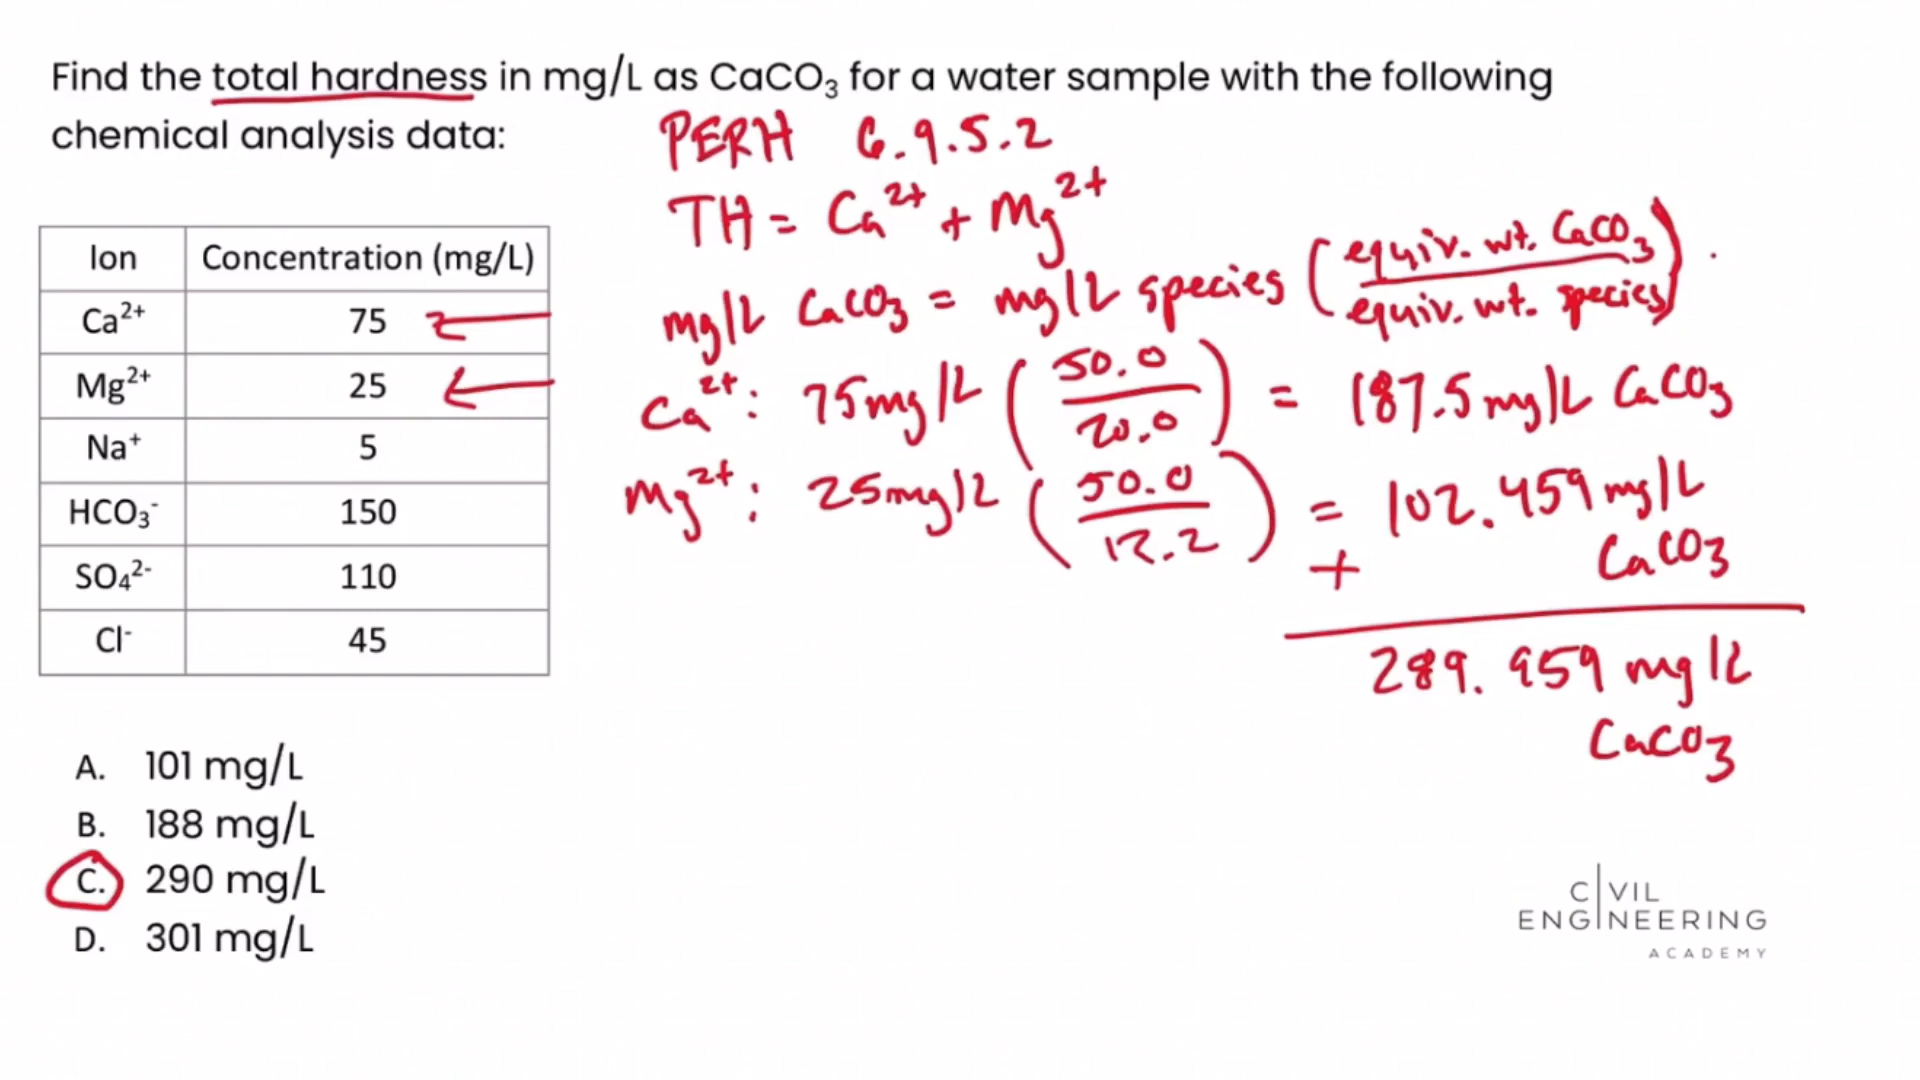 Find the total hardness in mg/L as CaCO₃ for a water sample with the following
chemical analysis data:
PERH 6.9.5.2
TH = Ca²⁺ + Mg²⁺
mg/L CaCO₃ = mg/L species (equiv. wt. CaCO₃ / equiv. wt. species)
Ca²⁺: 75mg/L (50.0 / 20.0) = 187.5 mg/L CaCO₃
Mg²⁺: 25mg/L (50.0 / 12.2) = 102.459 mg/L
CaCO₃
+
289.959 mg/L
CaCO₃
Ion Concentration (mg/L)
Ca²⁺ 75
Mg²⁺ 25
Na⁺ 5
HCO₃⁻ 150
SO₄²⁻ 110
Cl⁻ 45
A. 101 mg/L
B. 188 mg/L
C. 290 mg/L
D. 301 mg/L
CIVIL
ENGINEERING
ACADEMY